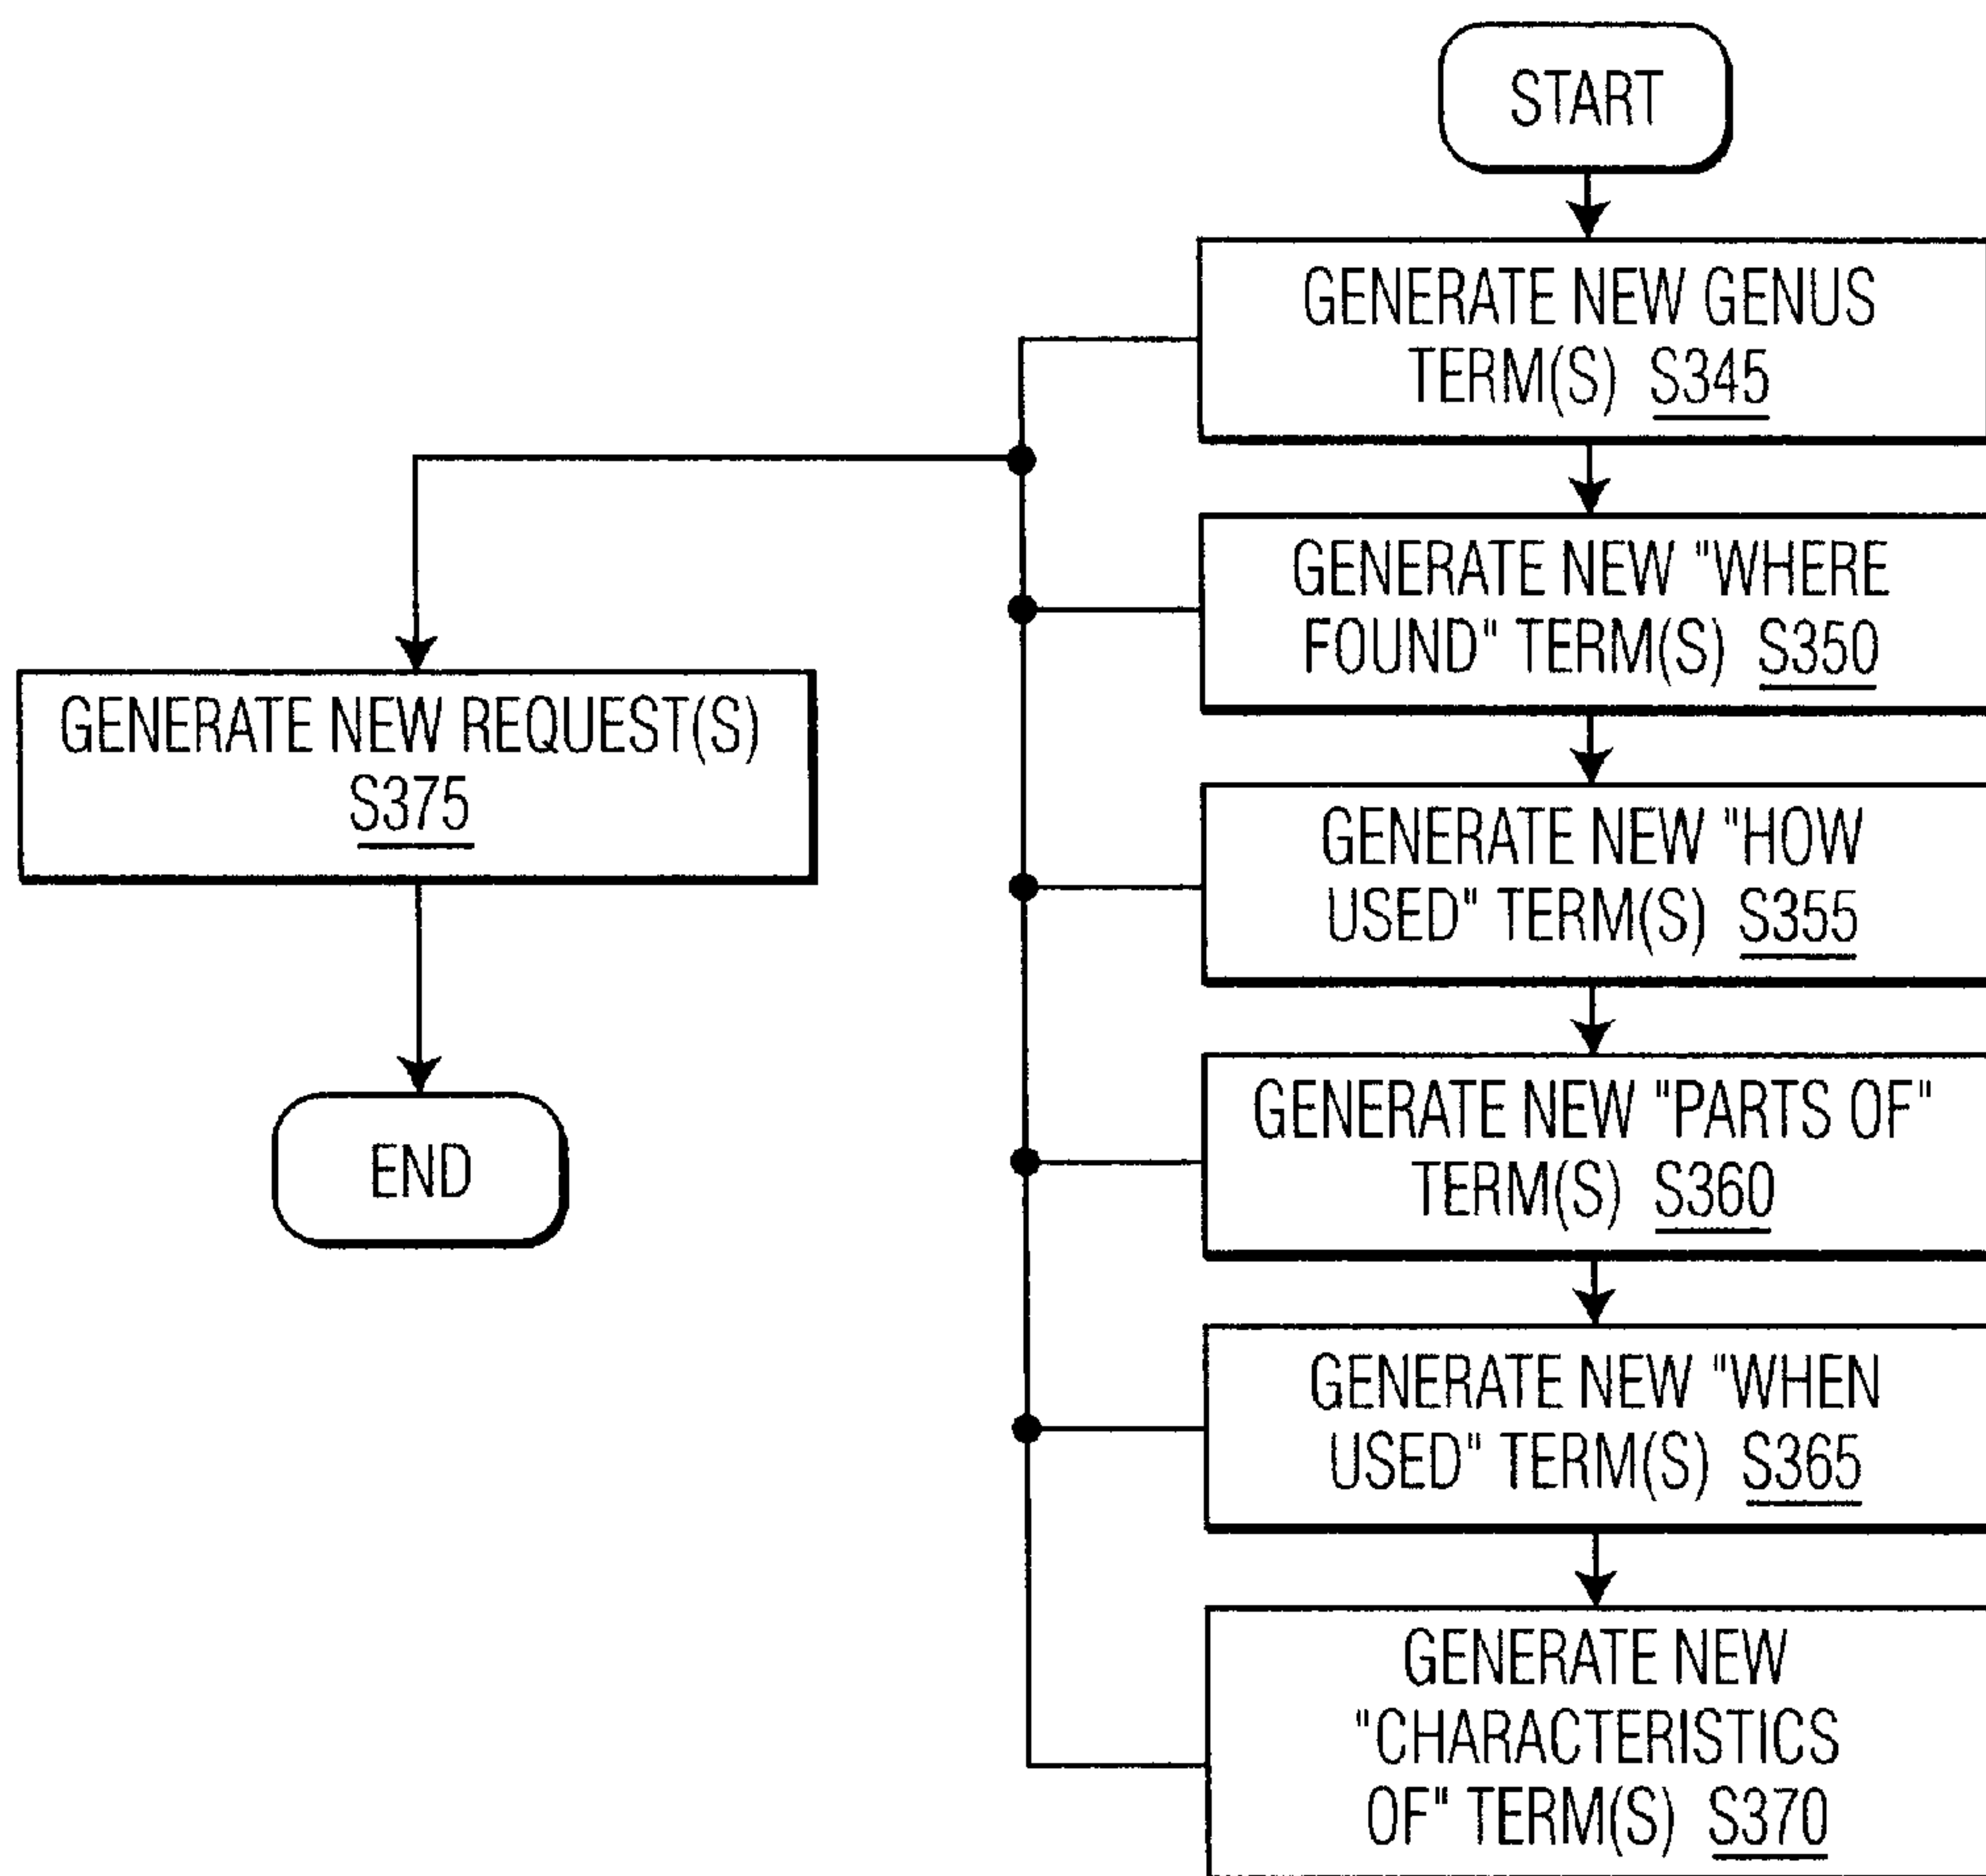 START
GENERATE NEW GENUS
TERM(S) S345
GENERATE NEW "WHERE
FOUND" TERM(S) S350
GENERATE NEW REQUEST(S)
S375
GENERATE NEW "HOW
USED" TERM(S) S355
GENERATE NEW "PARTS OF"
TERM(S) S360
END
GENERATE NEW "WHEN
USED" TERM(S) S365
GENERATE NEW
"CHARACTERISTICS
OF" TERM(S) S370